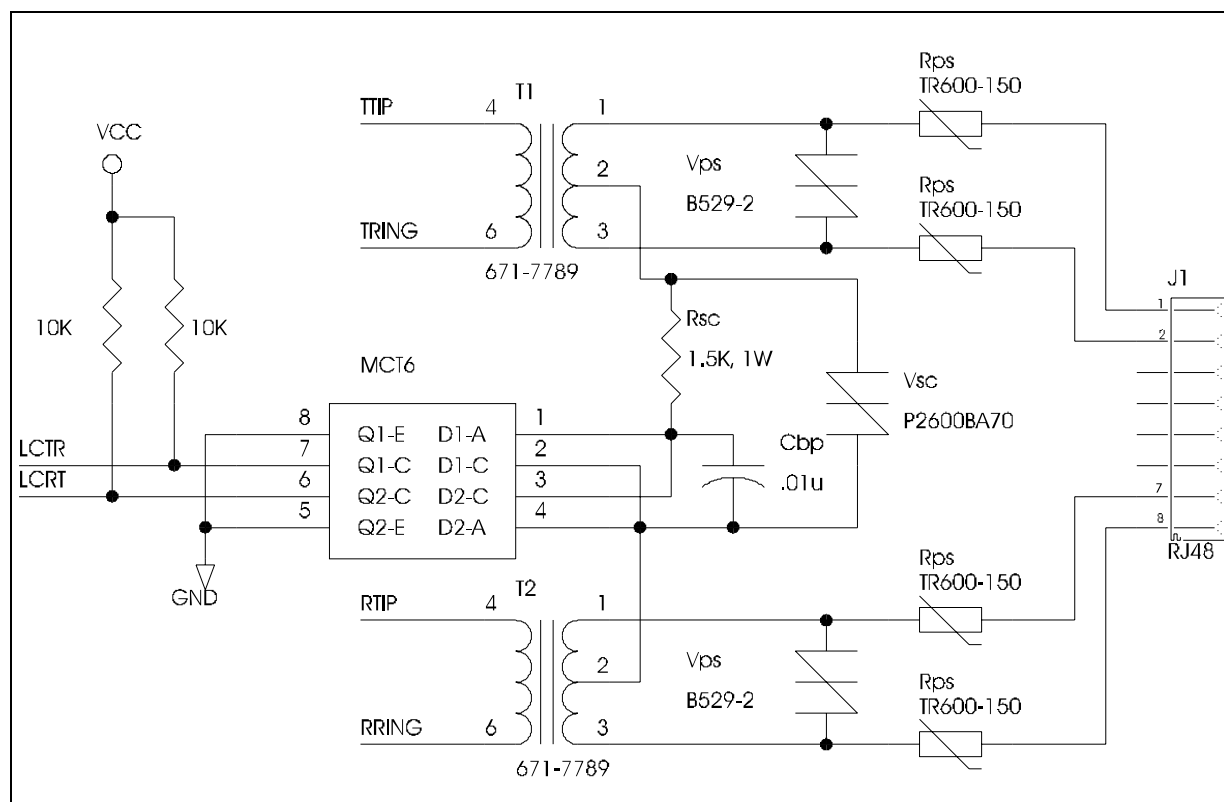 Rps
TR600-150
T1
TTIP 4 1
VCC
2
Vps
B529-2
Rps
TR600-150
TRING 6 3
671-7789
J1
1
2
10K 10K
Rsc
1.5K, 1W
MCT6
Vsc
P2600BA70
8 Q1-E D1-A 1
LCTR 7 Q1-C D1-C 2
LCRT 6 Q2-C D2-C 3
5 Q2-E D2-A 4
Cbp
.01u
7
8
RJ48
GND
T2
Rps
TR600-150
RTIP 4 1
2
Vps
B529-2
Rps
TR600-150
RRING 6 3
671-7789